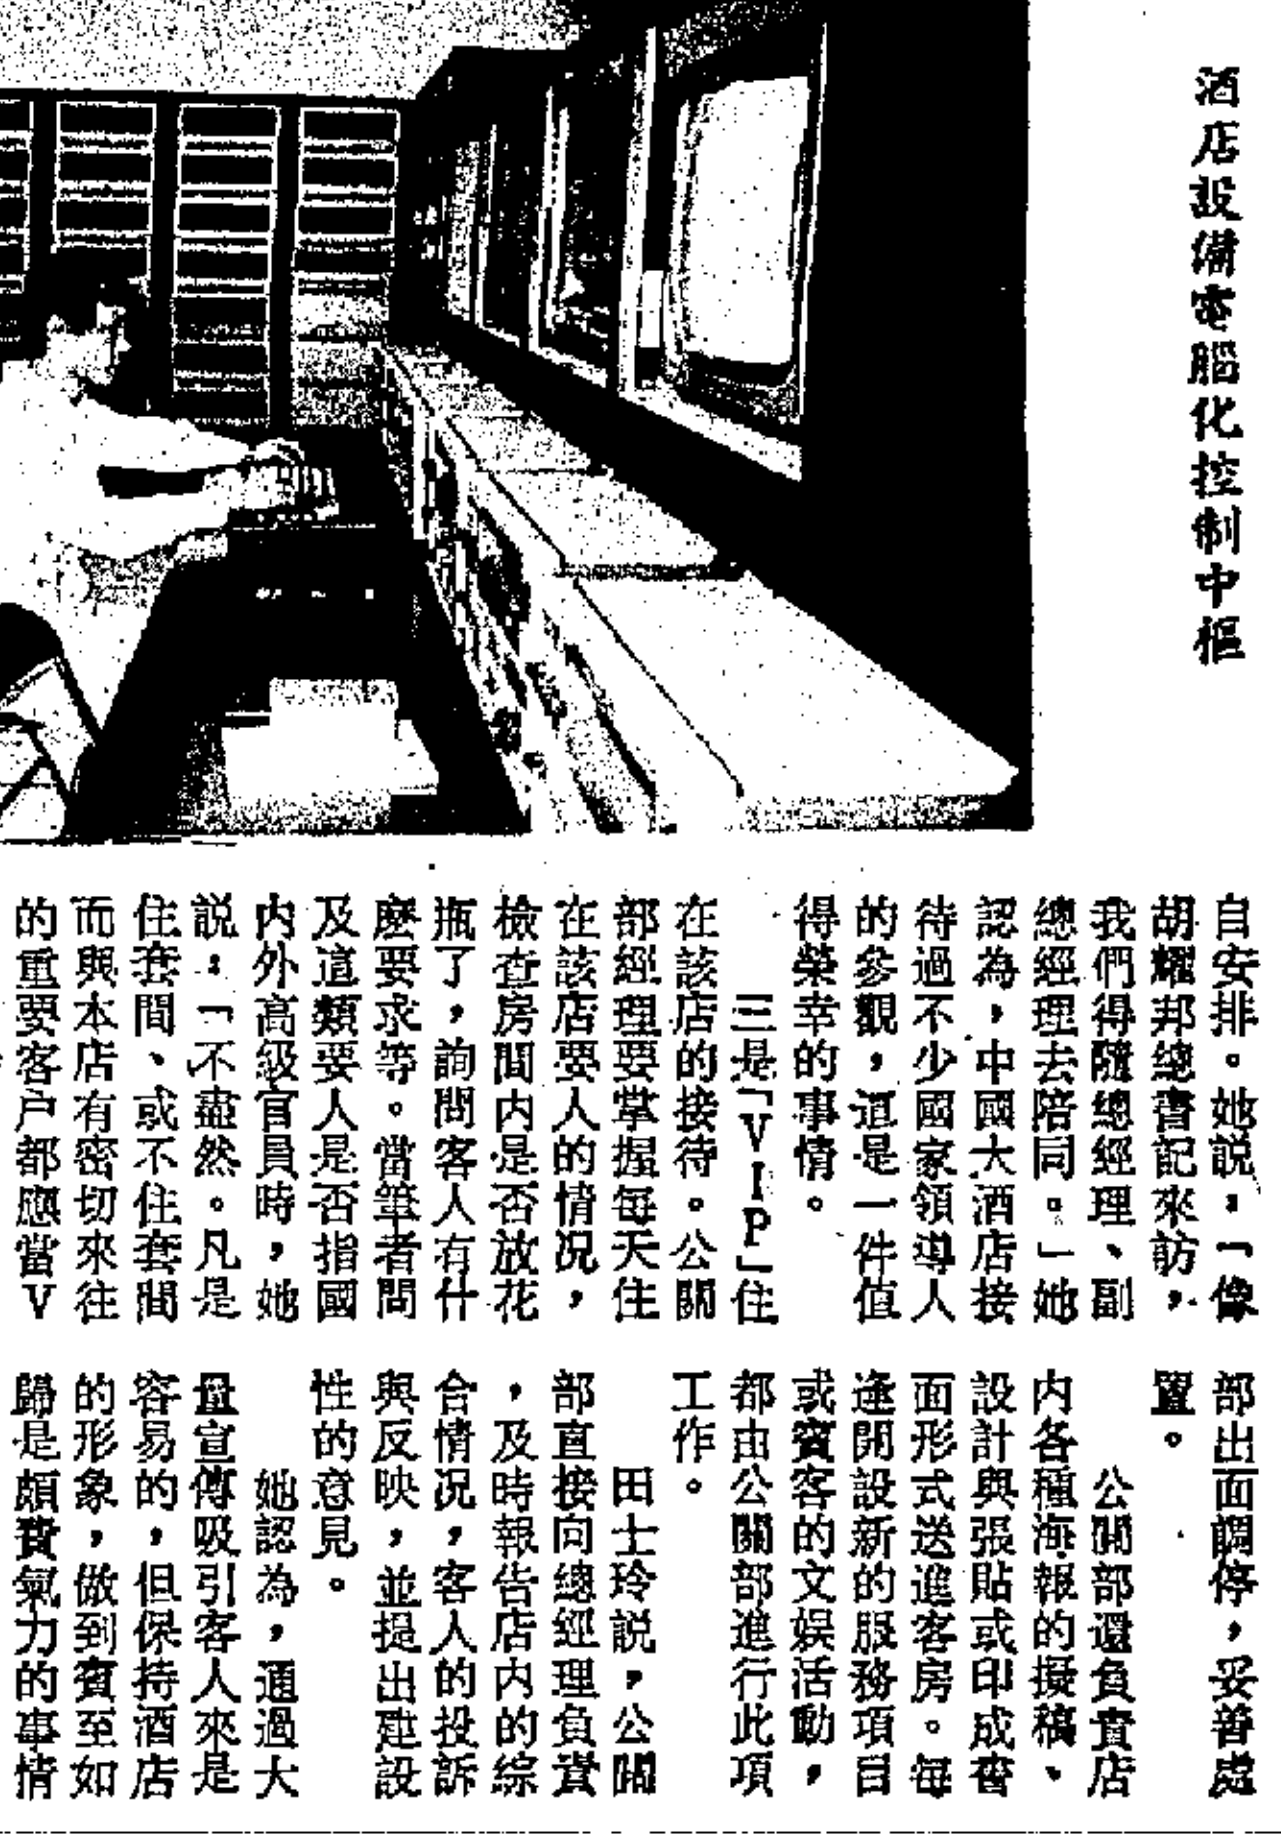 酒店設備電腦化控制中樞
自安排。她説，「像
胡耀邦總書記來訪，
我們得隨總經理、副
總經理去陪同。」她
認為，中國大酒店接
待過不少國家領導人
的參觀，這是一件值
得榮幸的事情。
三是「VIP」住
在該店的接待。公關
部經理要掌握每天住
在該店要人的情況，
檢查房間内是否放花
瓶了，詢問客人有什
麽要求等。當筆者問
及這類要人是否指國
内外高級官員時，她
説：「不盡然。凡是
住套間、或不住套間
而與本店有密切來往
的重要客户都應當V
部出面調停，妥善處
置。
公關部還負責店
内各種海報的擬稿、
設計與張貼或印成書
面形式送進客房。每
逢開設新的服務項目
或賓客的文娱活動，
都由公關部進行此項
工作。
田士玲説，公關
部直接向總經理負責
，及時報告店内的綜
合情况，客人的投訴
與反映，並提出建設
性的意見。
她認為，通過大
量宣傳吸引客人來是
容易的，但保持酒店
的形象，做到賓至如
歸是頗費氣力的事情